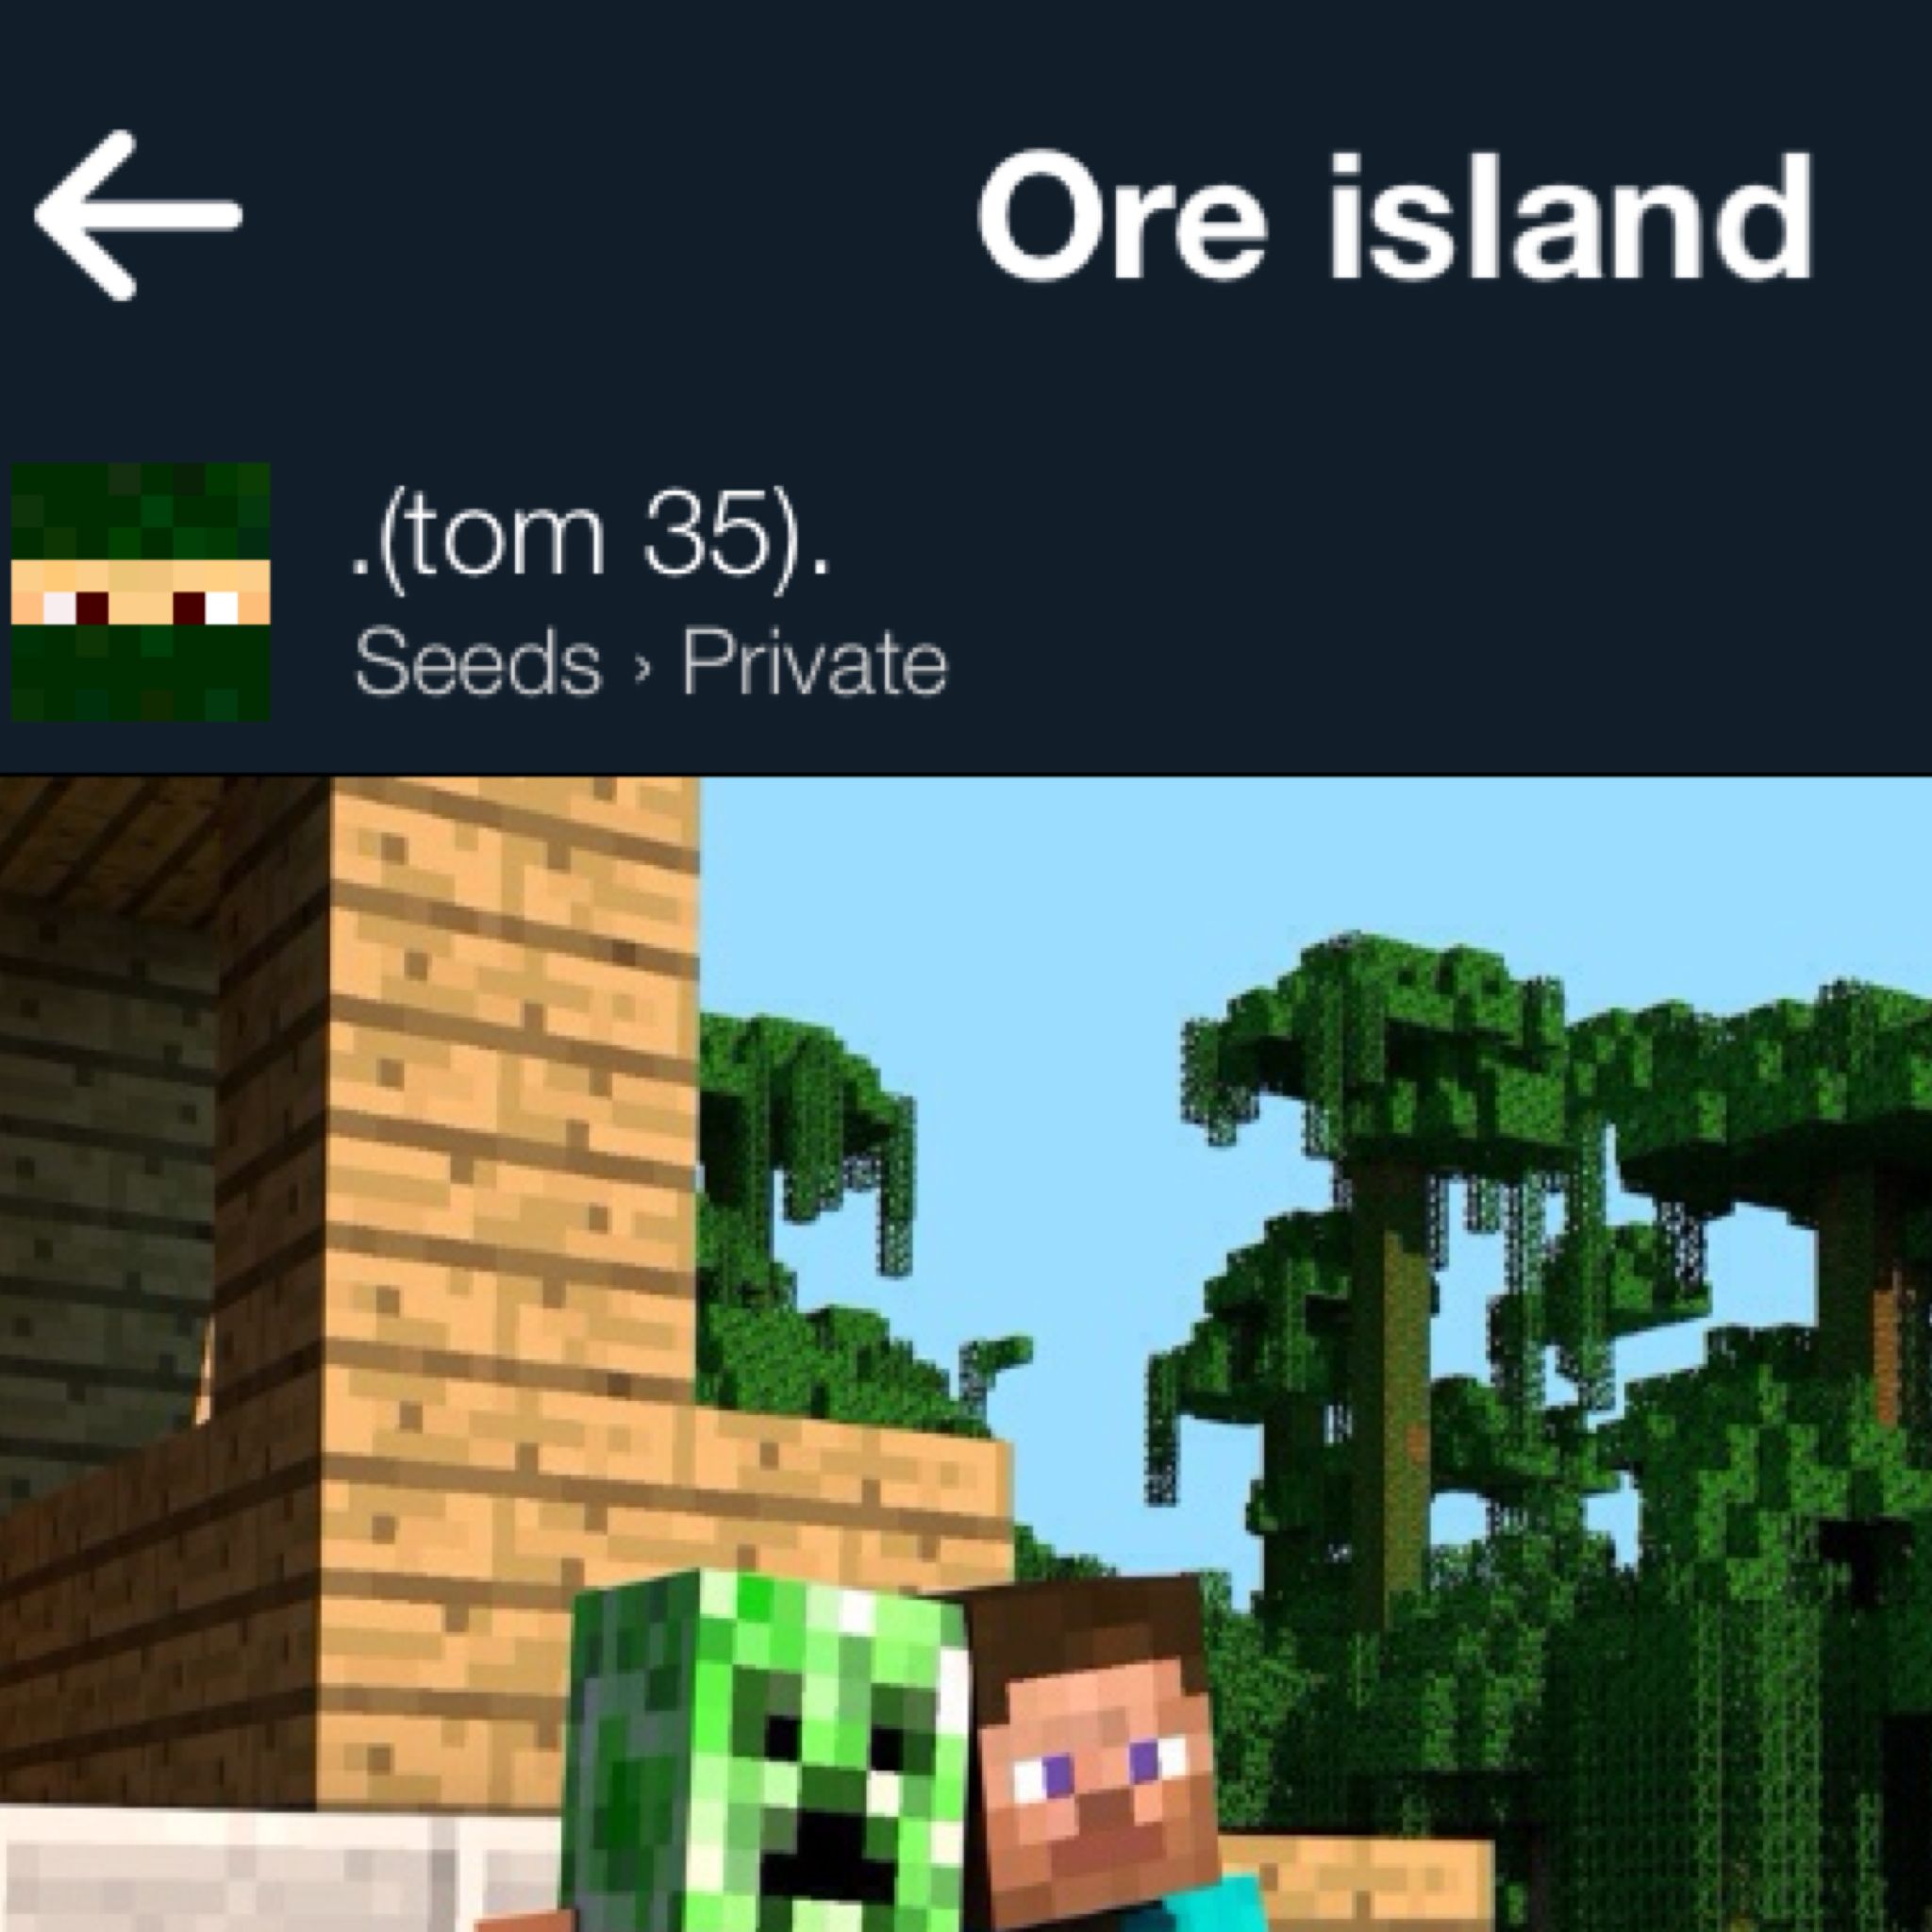 Ore island
.(tom 35).
Seeds › Private